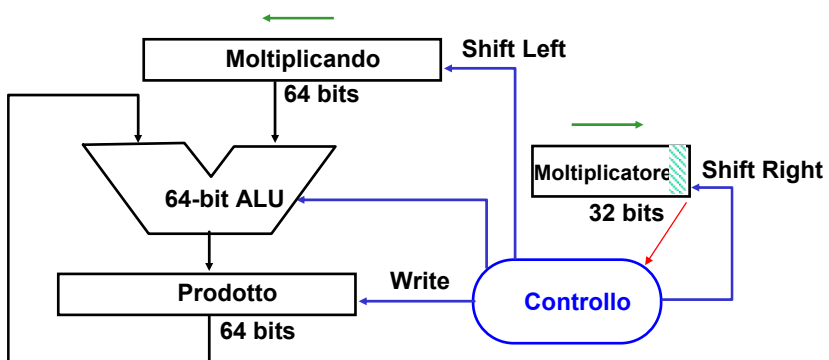 Moltiplicando
Shift Left
64 bits
Moltiplicatore
Shift Right
64-bit ALU
32 bits
Prodotto
Write
Controllo
64 bits